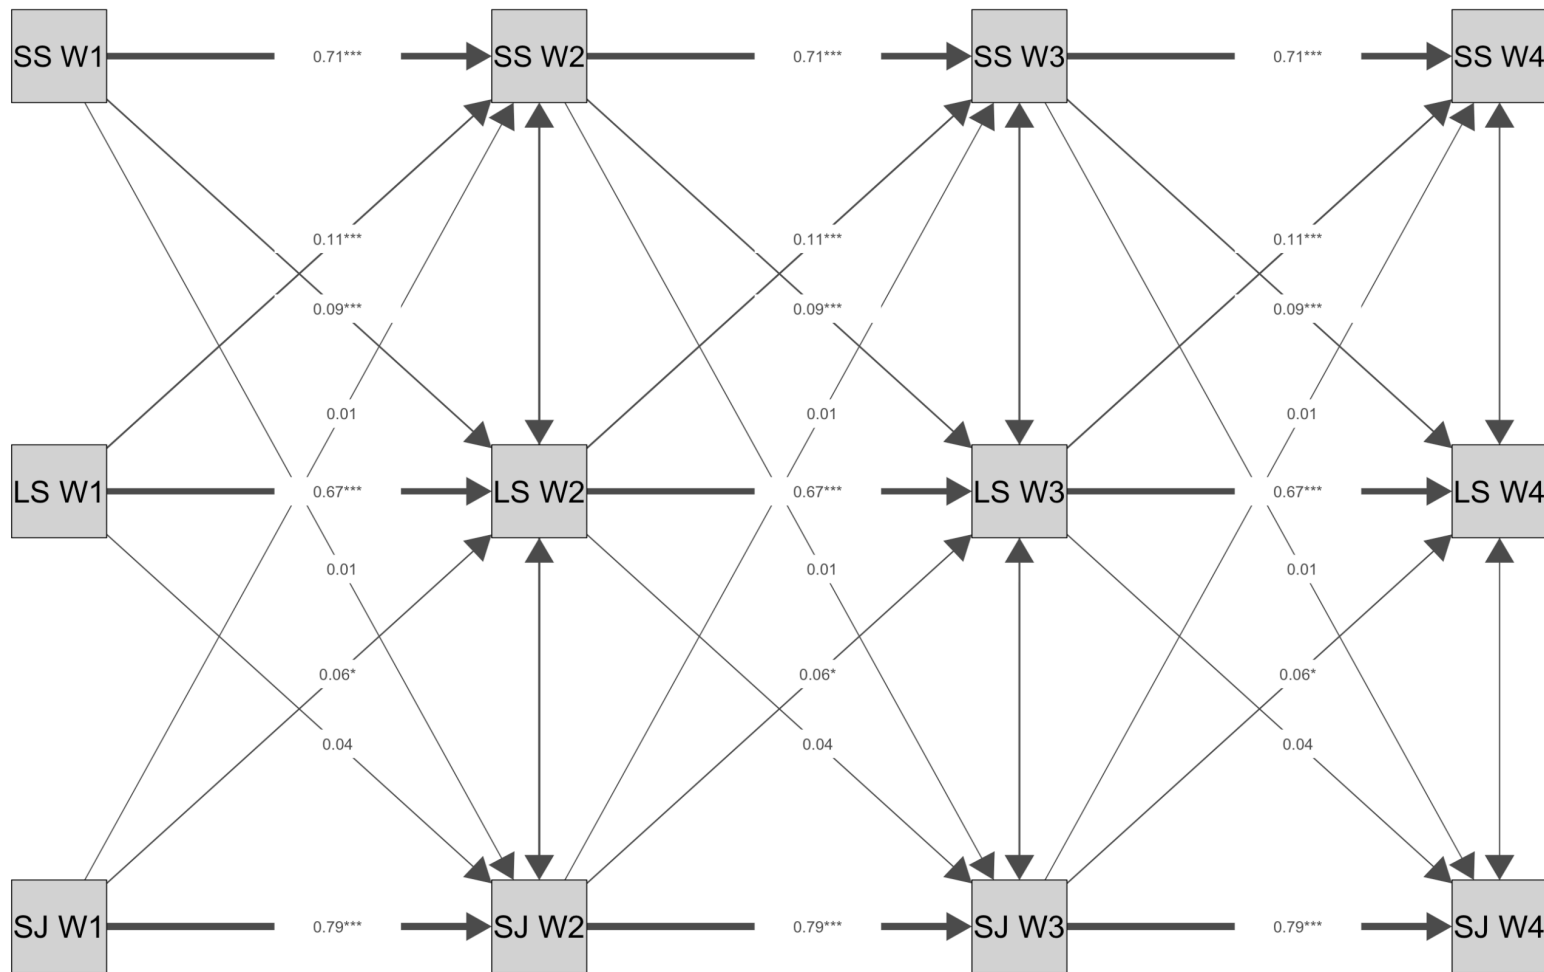 SS W1 0.71*** SS W2 0.71*** SS W3 0.71*** SS W4
0.11*** 0.11*** 0.11***
0.09*** 0.09*** 0.09***
0.01 0.01 0.01
LS W1 0.67*** LS W2 0.67*** LS W3 0.67*** LS W4
0.01 0.01 0.01
0.06* 0.06* 0.06*
0.04 0.04 0.04
SJ W1 0.79*** SJ W2 0.79*** SJ W3 0.79*** SJ W4